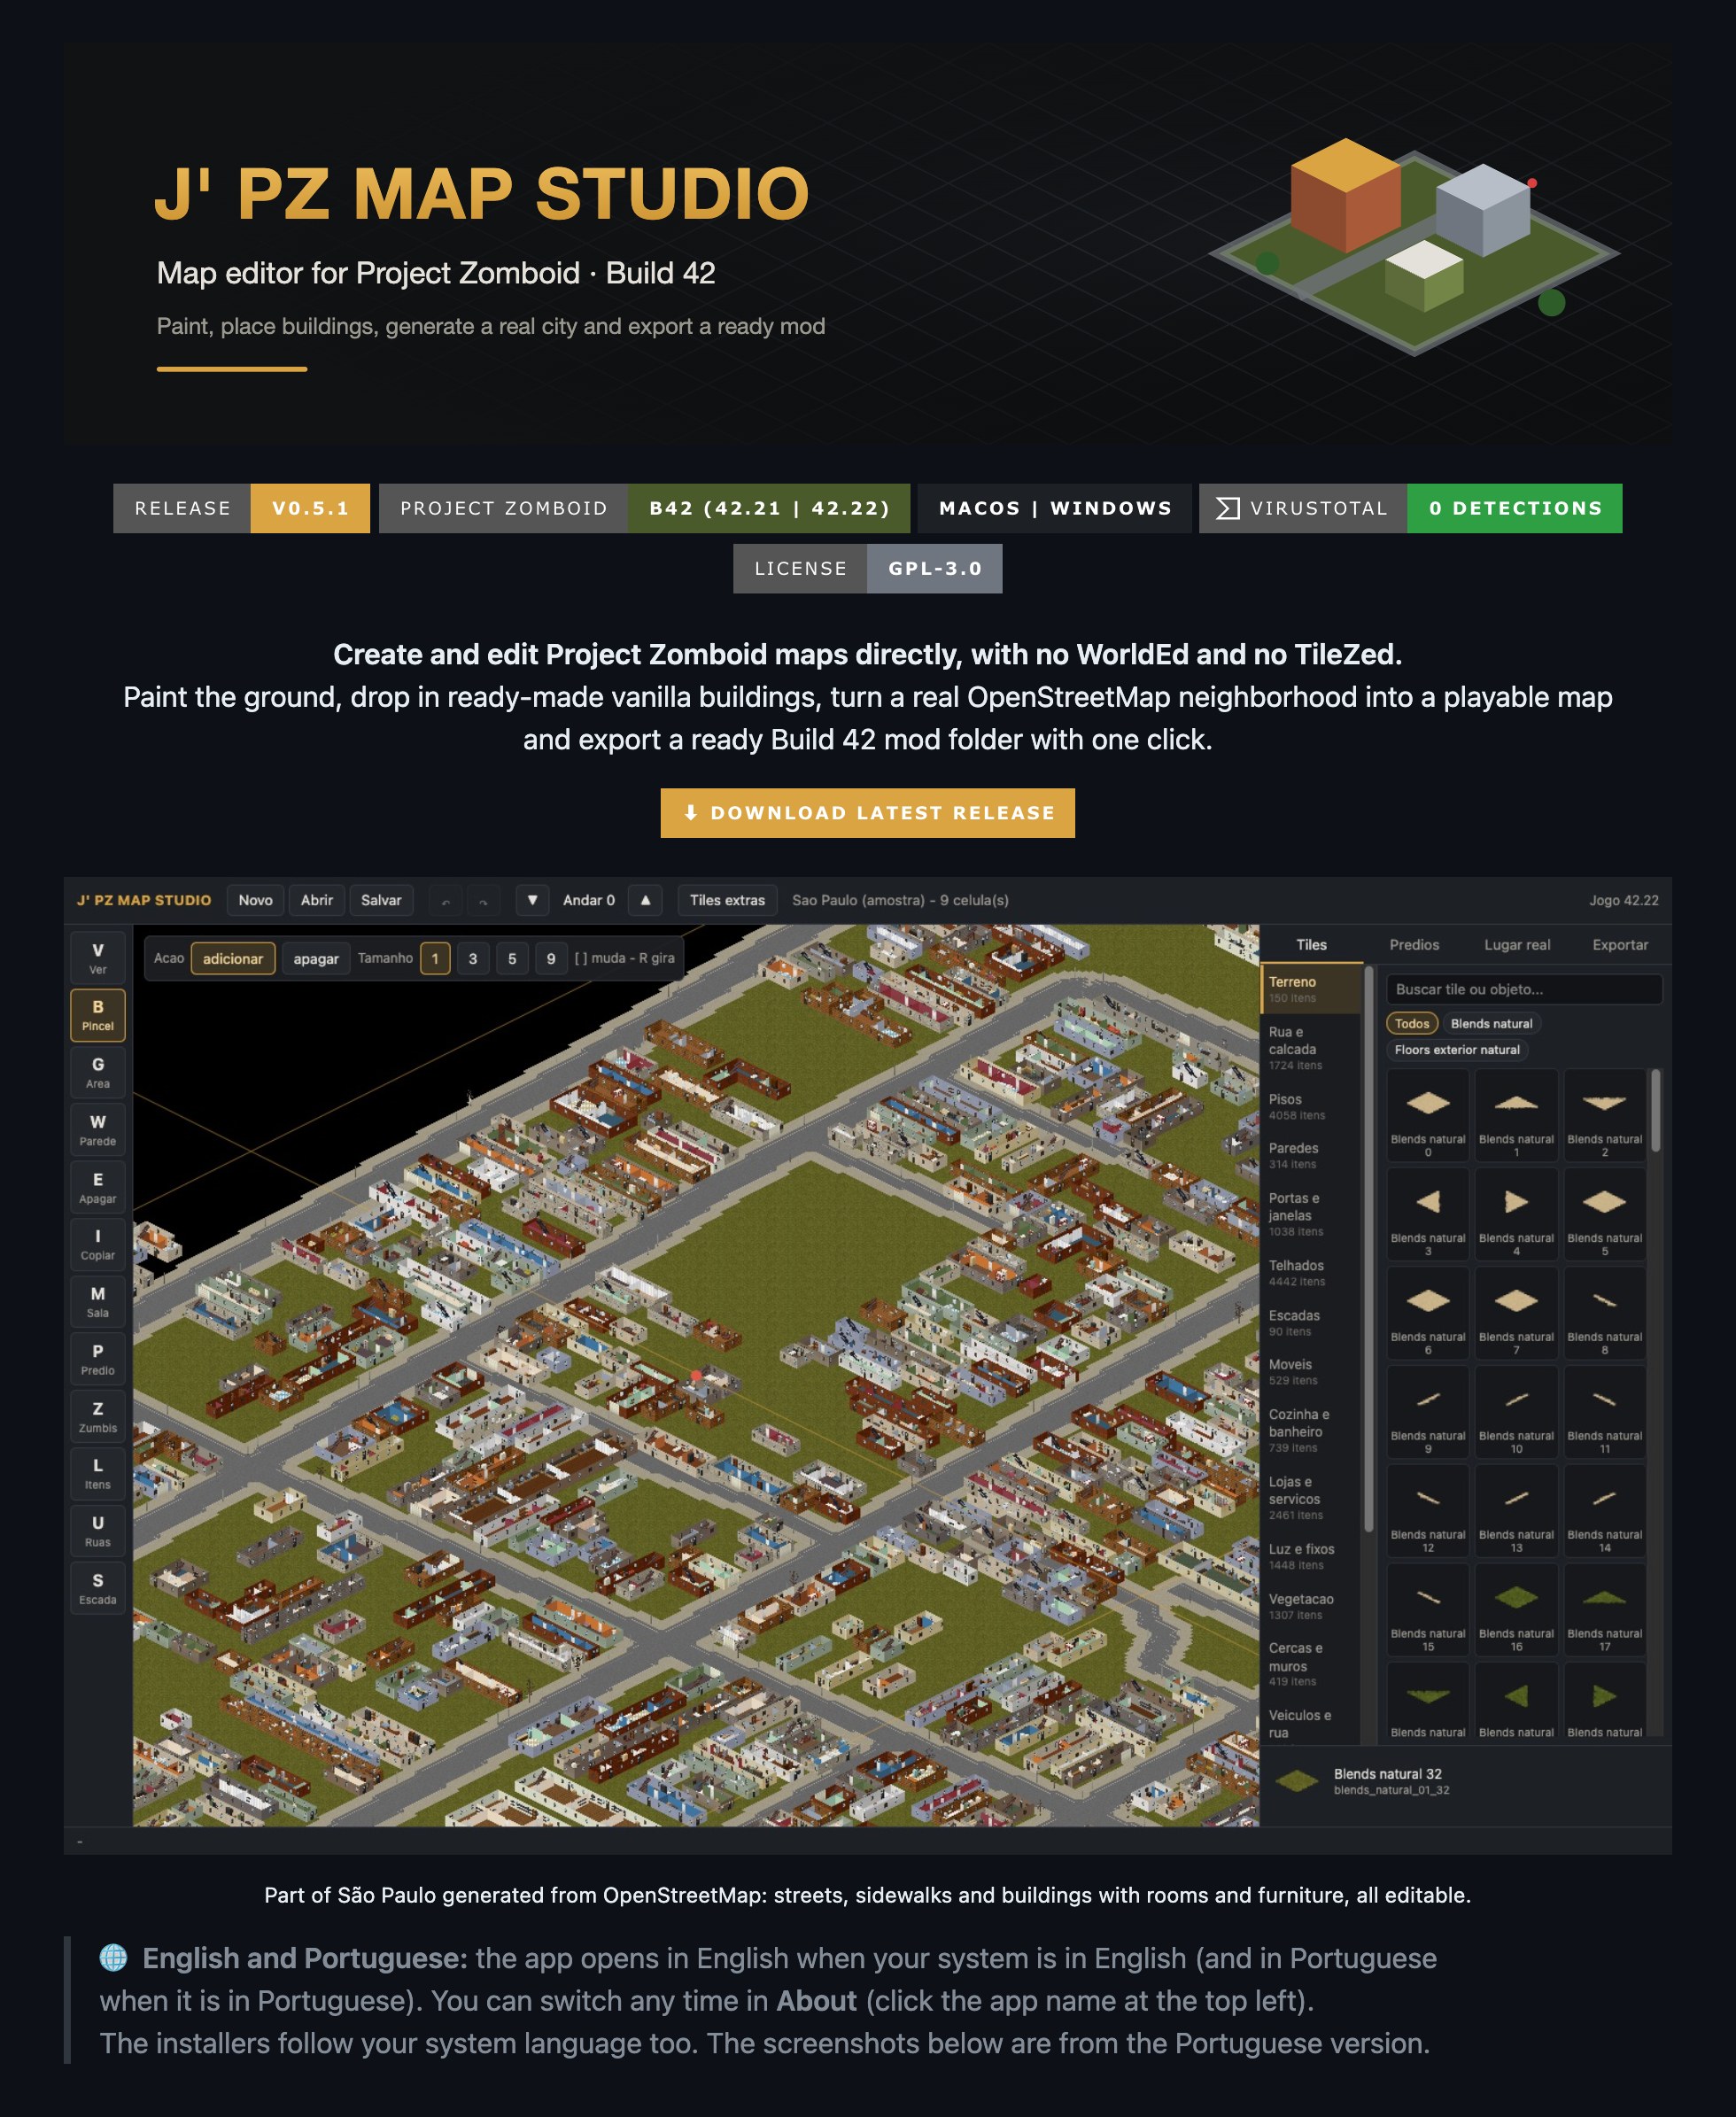 J' PZ MAP STUDIO
Map editor for Project Zomboid · Build 42
Paint, place buildings, generate a real city and export a ready mod
RELEASE V0.5.1
PROJECT ZOMBOID B42 (42.21 | 42.22)
MACOS | WINDOWS
VIRUSTOTAL 0 DETECTIONS
LICENSE GPL-3.0
Create and edit Project Zomboid maps directly, with no WorldEd and no TileZed.
Paint the ground, drop in ready-made vanilla buildings, turn a real OpenStreetMap neighborhood into a playable map
and export a ready Build 42 mod folder with one click.
⬇ DOWNLOAD LATEST RELEASE
J' PZ MAP STUDIO Novo Abrir Salvar ▼ Andar 0 ▲ Tiles extras Sao Paulo (amostra) - 9 celula(s) Jogo 42.22
V
Ver
B
Pincel
G
Area
W
Parede
E
Apagar
I
Copiar
M
Sala
P
Predio
Z
Zumbis
L
Itens
U
Ruas
S
Escada
Acao adicionar apagar Tamanho 1 3 5 9 [ ] muda - R gira
Tiles Predios Lugar real Exportar
Terreno
150 itens
Rua e
calcada
1724 itens
Pisos
4058 itens
Paredes
314 itens
Portas e
janelas
1038 itens
Telhados
4442 itens
Escadas
90 itens
Moveis
529 itens
Cozinha e
banheiro
739 itens
Lojas e
servicos
2461 itens
Luz e fixos
1448 itens
Vegetacao
1307 itens
Cercas e
muros
419 itens
Veiculos e
rua
Buscar tile ou objeto...
Todos Blends natural
Floors exterior natural
Blends natural Blends natural Blends natural
0 1 2
Blends natural Blends natural Blends natural
3 4 5
Blends natural Blends natural Blends natural
6 7 8
Blends natural Blends natural Blends natural
9 10 11
Blends natural Blends natural Blends natural
12 13 14
Blends natural Blends natural Blends natural
15 16 17
Blends natural Blends natural Blends natural
Blends natural 32
blends_natural_01_32
-
Part of São Paulo generated from OpenStreetMap: streets, sidewalks and buildings with rooms and furniture, all editable.
🌐 English and Portuguese: the app opens in English when your system is in English (and in Portuguese
when it is in Portuguese). You can switch any time in About (click the app name at the top left).
The installers follow your system language too. The screenshots below are from the Portuguese version.